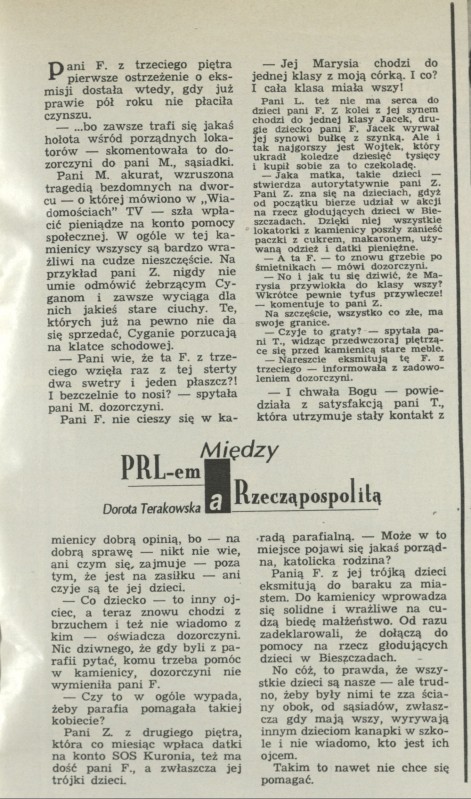 Pani F. z trzeciego piętra
pierwsze ostrzeżenie o eks-
misji dostała wtedy, gdy już
prawie pół roku nie płaciła
czynszu.
— ...bo zawsze trafi się jakaś
hołota wśród porządnych loka-
torów — skomentowała to do-
zorczyni do pani M., sąsiadki.
Pani M. akurat, wzruszona
tragedią bezdomnych na dwor-
cu — o której mówiono w „Wia-
domościach" TV — szła wpła-
cić pieniądze na konto pomocy
społecznej. W ogóle w tej ka-
mienicy wszyscy są bardzo wra-
żliwi na cudze nieszczęście. Na
przykład pani Z. nigdy nie
umie odmówić żebrzącym Cy-
ganom i zawsze wyciąga dla
nich jakieś stare ciuchy. Te,
których już na pewno nie da
się sprzedać, Cyganie porzucają
na klatce schodowej.
— Pani wie, że ta F. z trze-
ciego wzięła raz z tej sterty
dwa swetry i jeden płaszcz?!
I bezczelnie to nosi? — spytała
pani M. dozorczyni.
Pani F. nie cieszy się w ka-
— Jej Marysia chodzi do
jednej klasy z moją córką. I co?
I cała klasa miała wszy!
Pani L. też nie ma serca do
dzieci pani F. Z kolei z jej synem
chodzi do jednej klasy Jacek, dru-
gie dziecko pani F. Jacek wyrwał
jej synowi bułkę z szynką. Ale i
tak najgorszy jest Wojtek, który
ukradł koledze dziesięć tysięcy
i kupił sobie za to czekoladę.
— Jaka matka, takie dzieci —
stwierdza autorytatywnie pani Z.
Pani Z. zna się na dzieciach, gdyż
od początku bierze udział w akcji
na rzecz głodujących dzieci w Bie-
szczadach. Dzięki niej wszystkie
lokatorki z kamienicy poszły zanieść
paczki z cukrem, makaronem, uży-
waną odzież i datki pieniężne.
— A ta F. — to znowu grzebie po
śmietnikach — mówi dozorczyni.
— No i jak tu się dziwić, że Ma-
rysia przywlokła do klasy wszy?
Wkrótce pewnie tyfus przywlecze!
— komentuje to pani Z.
Na szczęście, wszystko co złe, ma
swoje granice.
— Czyje to graty? — spytała pa-
ni T., widząc przedwczoraj piętrzą-
ce się przed kamienicą stare meble.
— Nareszcie eksmitują tę F. z
trzeciego — informowała z zadowo-
leniem dozorczyni.
— I chwała Bogu — powie-
działa z satysfakcją pani T.,
która utrzymuje stały kontakt z
Między
PRL-em
a Rzecząpospolitą
Dorota Terakowska
mienicy dobrą opinią, bo — na
dobrą sprawę — nikt nie wie,
ani czym się zajmuje — poza
tym, że jest na zasiłku — ani
czyje są te jej dzieci.
— Co dziecko — to inny oj-
ciec, a teraz znowu chodzi z
brzuchem i też nie wiadomo z
kim — oświadcza dozorczyni.
Nic dziwnego, że gdy byli z pa-
rafii pytać, komu trzeba pomóc
w kamienicy, dozorczyni nie
wymieniła pani F.
— Czy to w ogóle wypada,
żeby parafia pomagała takiej
kobiecie?
Pani Z. z drugiego piętra,
która co miesiąc wpłaca datki
na konto SOS Kuronia, też ma
dość pani F., a zwłaszcza jej
trójki dzieci.
radą parafialną. — Może w to
miejsce pojawi się jakaś porząd-
na, katolicka rodzina?
Panią F. z jej trójką dzieci
eksmitują do baraku za mia-
stem. Do kamienicy wprowadza
się solidne i wrażliwe na cu-
dzą biedę małżeństwo. Od razu
zadeklarowali, że dołączą do
pomocy na rzecz głodujących
dzieci w Bieszczadach.
No cóż, to prawda, że wszy-
stkie dzieci są nasze — ale trud-
no, żeby były nimi te zza ścia-
ny obok, od sąsiadów, zwłasz-
cza gdy mają wszy, wyrywają
innym dzieciom kanapki w szko-
le i nie wiadomo, kto jest ich
ojcem.
Takim to nawet nie chce się
pomagać.